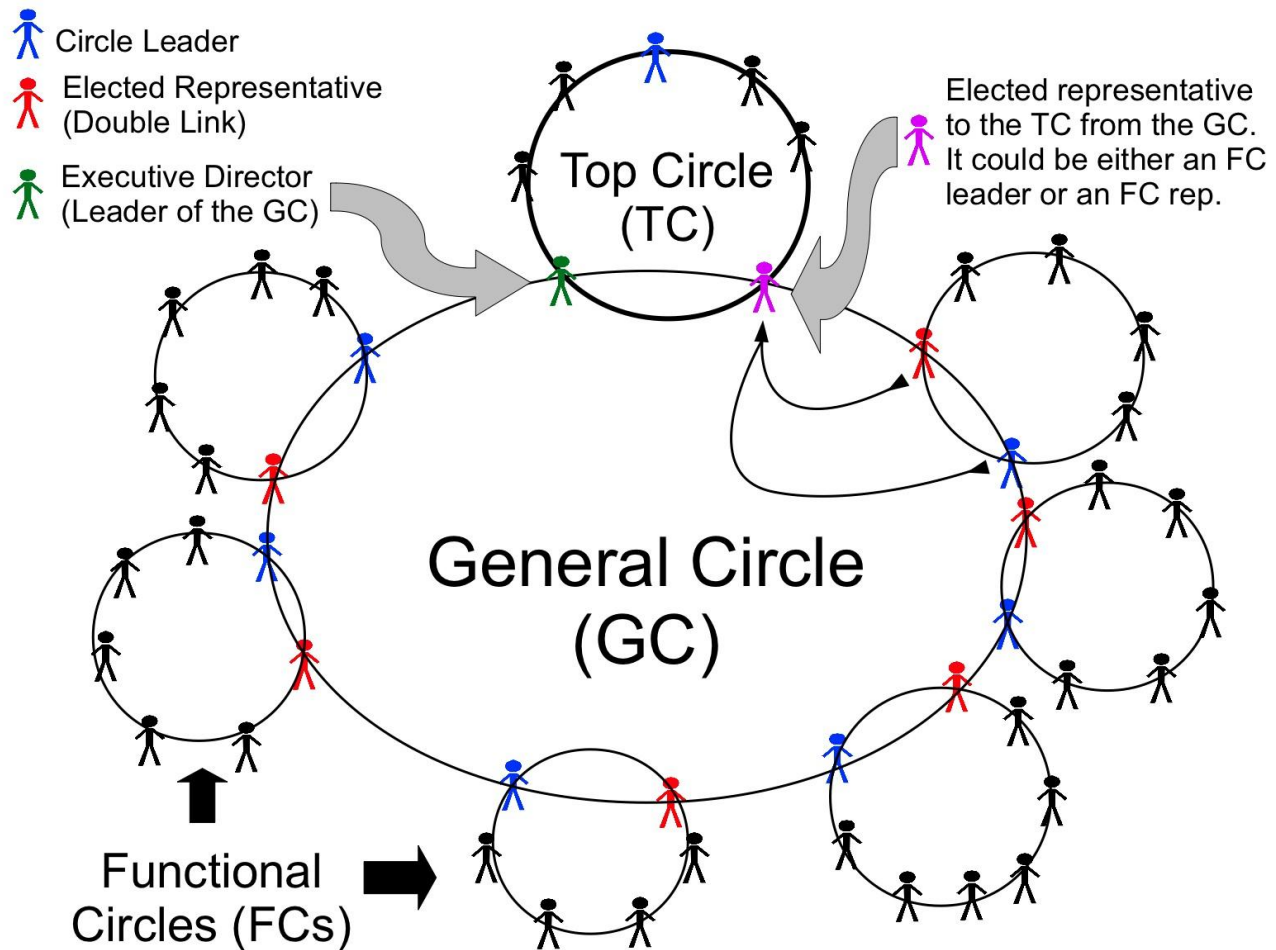 Circle Leader
Elected Representative
(Double Link)
Executive Director
(Leader of the GC)
Top Circle
(TC)
Elected representative
to the TC from the GC.
It could be either an FC
leader or an FC rep.
General Circle
(GC)
Functional
Circles (FCs)